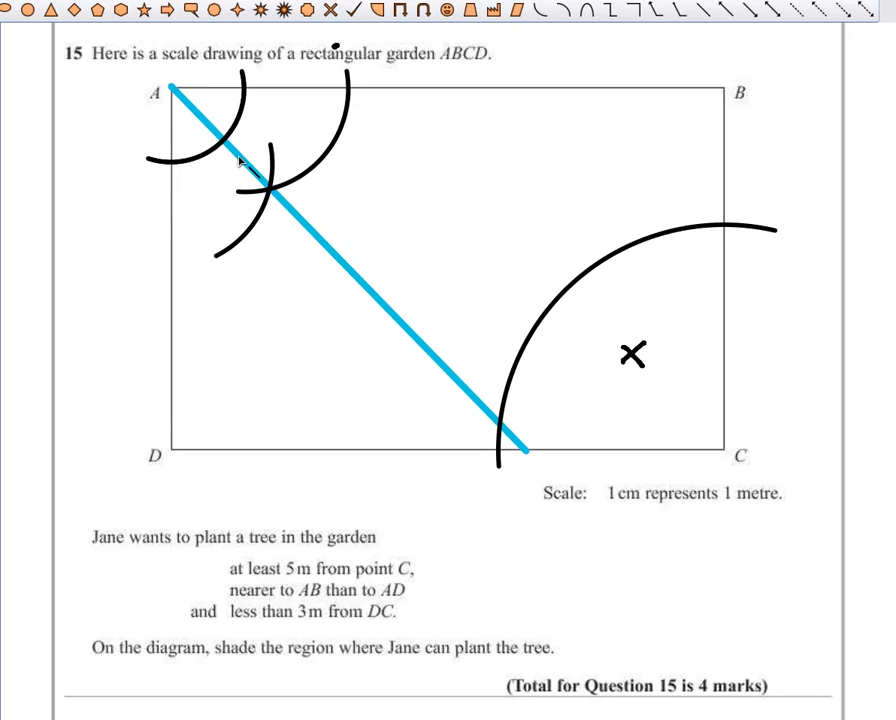 15 Here is a scale drawing of a rectangular garden ABCD.
A
B
D
C
Scale: 1 cm represents 1 metre.
Jane wants to plant a tree in the garden
at least 5 m from point C,
nearer to AB than to AD
and less than 3 m from DC.
On the diagram, shade the region where Jane can plant the tree.
(Total for Question 15 is 4 marks)